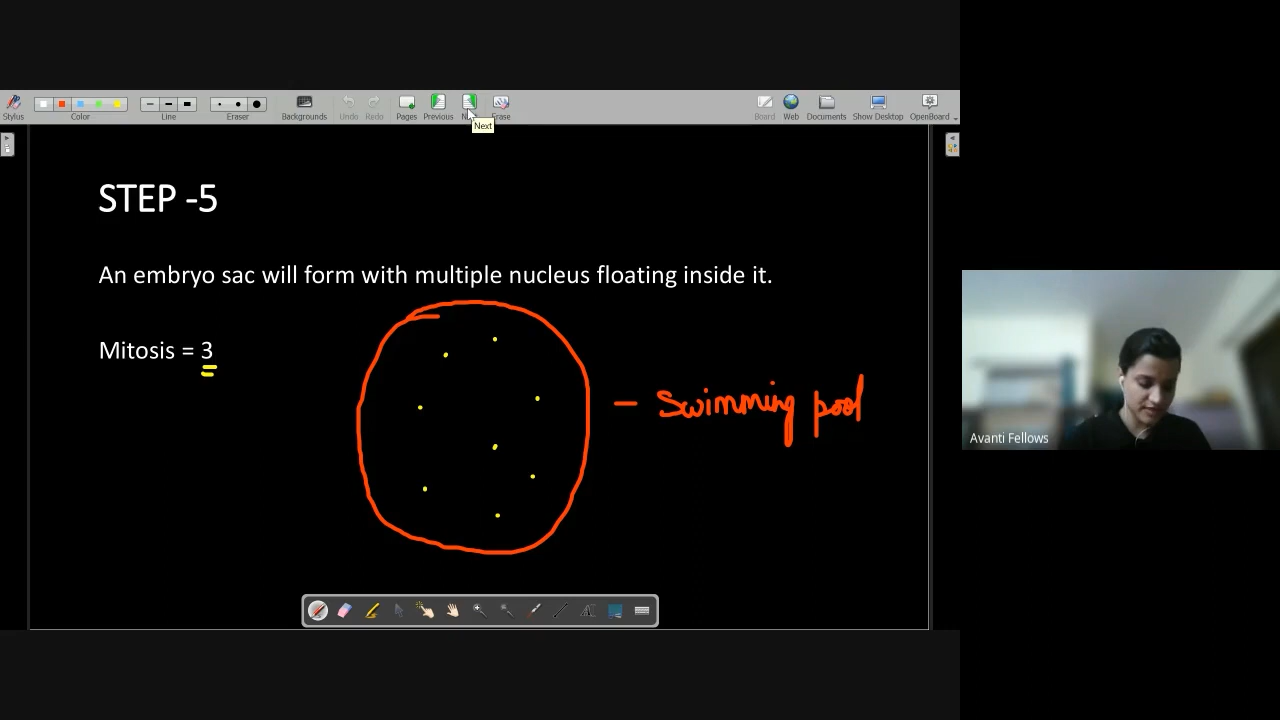 Stylus
Color
Line
Eraser
Backgrounds
Undo
Redo
Pages
Previous
Erase
Board
Web
Documents
Show Desktop
OpenBoard
Next
STEP -5
An embryo sac will form with multiple nucleus floating inside it.
Mitosis = 3
– Swimming pool
Avanti Fellows